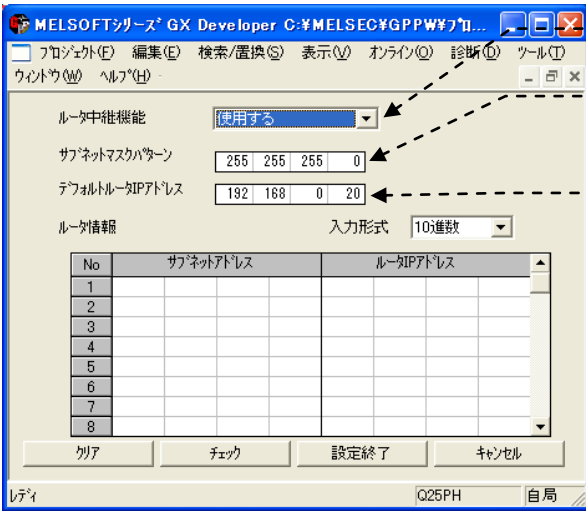 MELSOFTシリーズ GX Developer C:¥MELSEC¥GPPW¥プロ...
プロジェクト(F) 編集(E) 検索/置換(S) 表示(V) オンライン(O) 診断(D) ツール(T)
ウィンドウ(W) ヘルプ(H)
ルータ中継機能 使用する
サブネットマスクパターン 255 255 255 0
デフォルトルータIPアドレス 192 168 0 20
ルータ情報 入力形式 10進数
No サブネットアドレス ルータIPアドレス
1
2
3
4
5
6
7
8
クリア チェック 設定終了 キャンセル
レディ Q25PH 自局